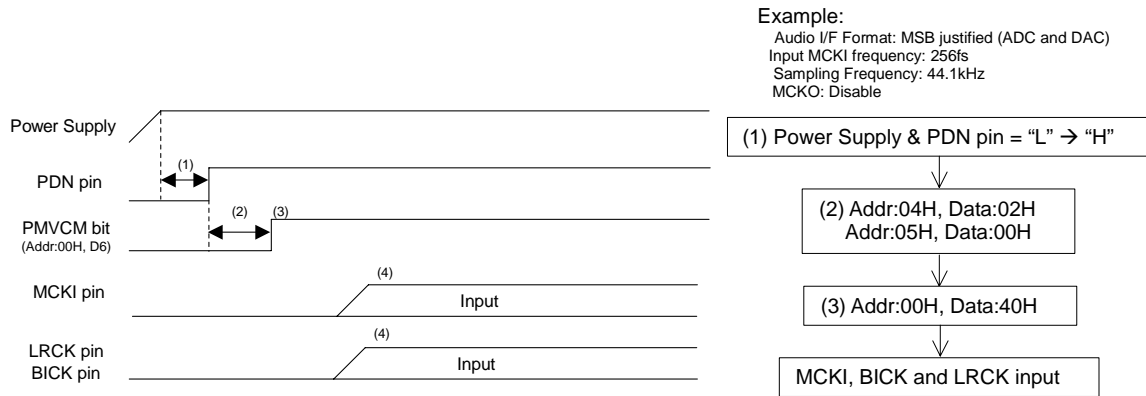 Example:
Audio I/F Format: MSB justified (ADC and DAC)
Input MCKI frequency: 256fs
Sampling Frequency: 44.1kHz
MCKO: Disable
Power Supply
(1)
PDN pin
(2)
(3)
PMVCM bit
(Addr:00H, D6)
(4)
MCKI pin
Input
(4)
LRCK pin
BICK pin
Input
(1) Power Supply & PDN pin = “L” → “H”
(2) Addr:04H, Data:02H
Addr:05H, Data:00H
(3) Addr:00H, Data:40H
MCKI, BICK and LRCK input